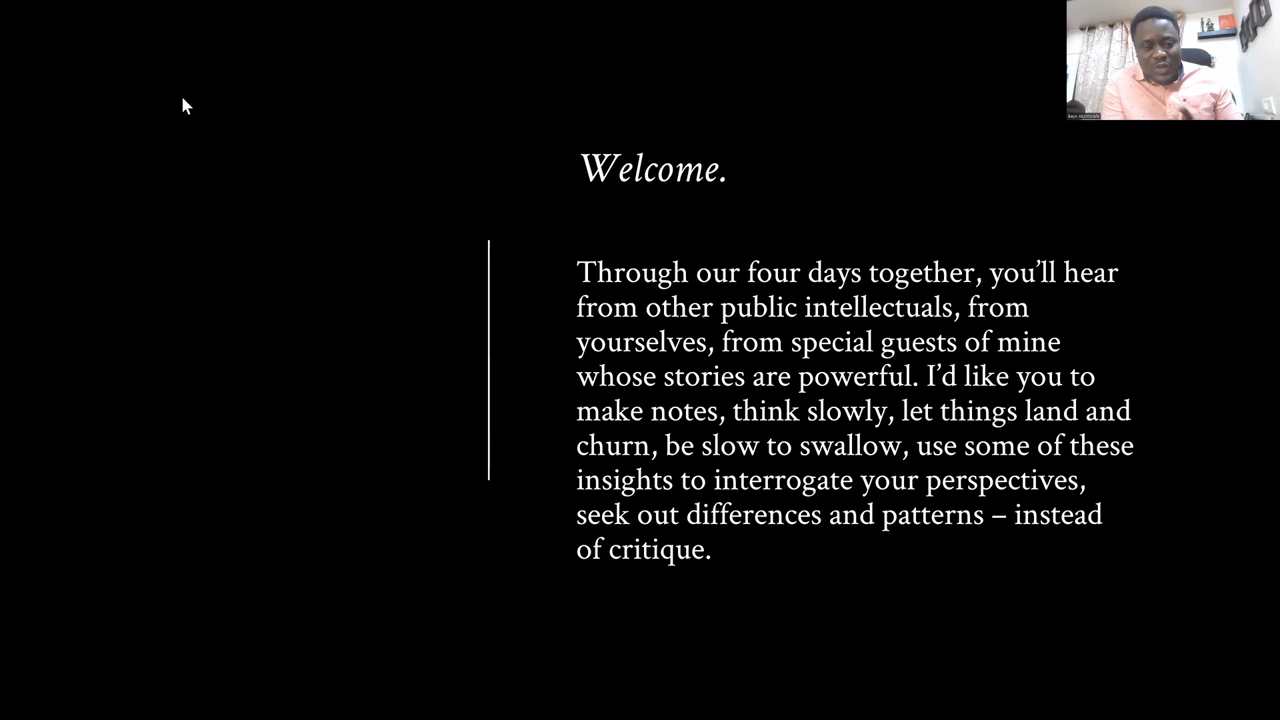 Welcome.
Through our four days together, you’ll hear
from other public intellectuals, from
yourselves, from special guests of mine
whose stories are powerful. I’d like you to
make notes, think slowly, let things land and
churn, be slow to swallow, use some of these
insights to interrogate your perspectives,
seek out differences and patterns – instead
of critique.